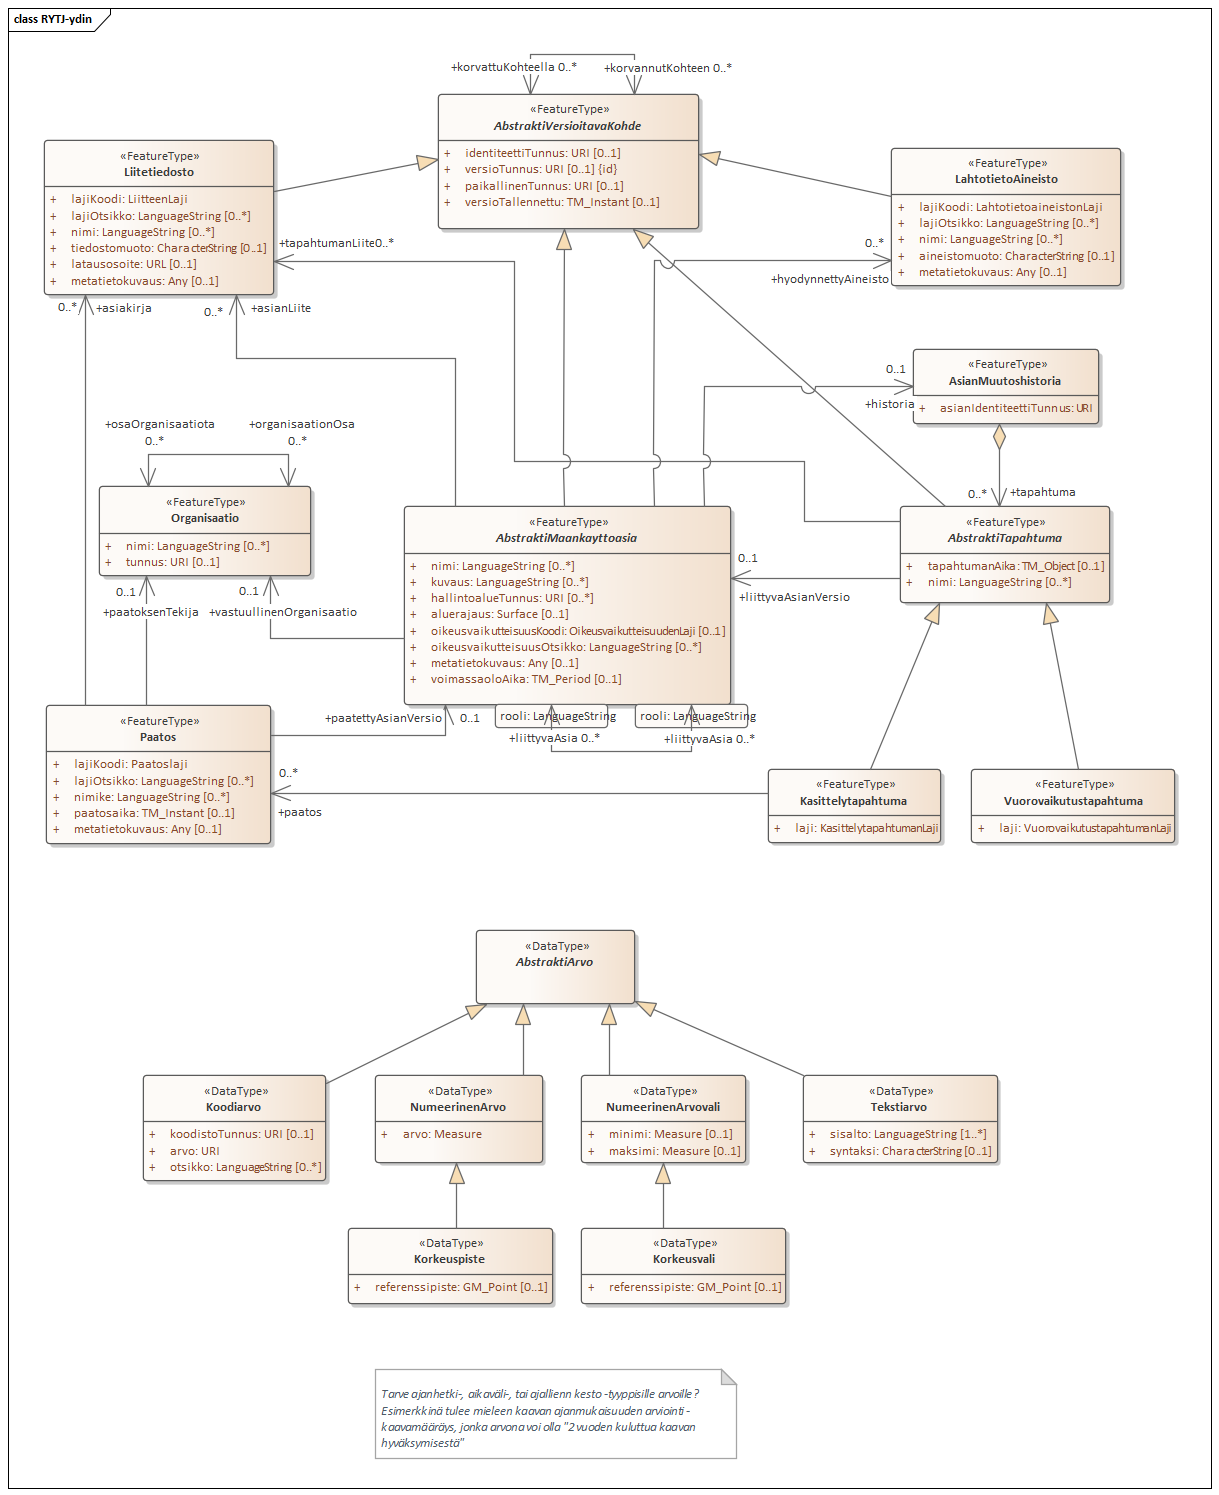 class RYTJ-ydin
+korvattuKohteella 0..*
+korvannutKohteen 0..*
«FeatureType»
AbstraktiVersioitavaKohde
+ identiteettiTunnus: URI [0..1]
+ versioTunnus: URI [0..1] {id}
+ paikallinenTunnus: URI [0..1]
+ versioTallennettu: TM_Instant [0..1]
«FeatureType»
Liitetiedosto
+ lajiKoodi: LiitteenLaji
+ lajiOtsikko: LanguageString [0..*]
+ nimi: LanguageString [0..*]
+ tiedostomuoto: CharacterString [0..1]
+ latausosoite: URL [0..1]
+ metatietokuvaus: Any [0..1]
«FeatureType»
LahtotietoAineisto
+ lajiKoodi: LahtotietoaineistonLaji
+ lajiOtsikko: LanguageString [0..*]
+ nimi: LanguageString [0..*]
+ aineistomuoto: CharacterString [0..1]
+ metatietokuvaus: Any [0..1]
+tapahtumanLiite0..*
0..*
+hyodynnettyAineisto
0..* +asiakirja
0..* +asianLiite
«FeatureType»
AsianMuutoshistoria
+ asianIdentiteettiTunnus: URI
0..1
+historia
+osaOrganisaatiota
0..*
+organisaationOsa
0..*
0..* +tapahtuma
«FeatureType»
Organisaatio
+ nimi: LanguageString [0..*]
+ tunnus: URI [0..1]
«FeatureType»
AbstraktiMaankayttoasia
+ nimi: LanguageString [0..*]
+ kuvaus: LanguageString [0..*]
+ hallintoalueTunnus: URI [0..*]
+ aluerajaus: Surface [0..1]
+ oikeusvaikutteisuusKoodi: OikeusvaikutteisuudenLaji [0..1]
+ oikeusvaikutteisuusOtsikko: LanguageString [0..*]
+ metatietokuvaus: Any [0..1]
+ voimassaoloAika: TM_Period [0..1]
«FeatureType»
AbstraktiTapahtuma
+ tapahtumanAika: TM_Object [0..1]
+ nimi: LanguageString [0..*]
0..1
+liittyvaAsianVersio
0..1
+paatoksenTekija
0..1
+vastuullinenOrganisaatio
+paatettyAsianVersio 0..1
rooli: LanguageString
rooli: LanguageString
+liittyvaAsia 0..*
+liittyvaAsia 0..*
«FeatureType»
Paatos
+ lajiKoodi: Paatoslaji
+ lajiOtsikko: LanguageString [0..*]
+ nimike: LanguageString [0..*]
+ paatosaika: TM_Instant [0..1]
+ metatietokuvaus: Any [0..1]
0..*
+paatos
«FeatureType»
Kasittelytapahtuma
+ laji: KasittelytapahtumanLaji
«FeatureType»
Vuorovaikutustapahtuma
+ laji: VuorovaikutustapahtumanLaji
«DataType»
AbstraktiArvo
«DataType»
Koodiarvo
+ koodistoTunnus: URI [0..1]
+ arvo: URI
+ otsikko: LanguageString [0..*]
«DataType»
NumeerinenArvo
+ arvo: Measure
«DataType»
NumeerinenArvovali
+ minimi: Measure [0..1]
+ maksimi: Measure [0..1]
«DataType»
Tekstiarvo
+ sisalto: LanguageString [1..*]
+ syntaksi: CharacterString [0..1]
«DataType»
Korkeuspiste
+ referenssipiste: GM_Point [0..1]
«DataType»
Korkeusvali
+ referenssipiste: GM_Point [0..1]
Tarve ajanhetki-, aikaväli-, tai ajallienn kesto -tyyppisille arvoille?
Esimerkkinä tulee mieleen kaavan ajanmukaisuuden arviointi -
kaavamääräys, jonka arvona voi olla "2 vuoden kuluttua kaavan
hyväksymisestä"